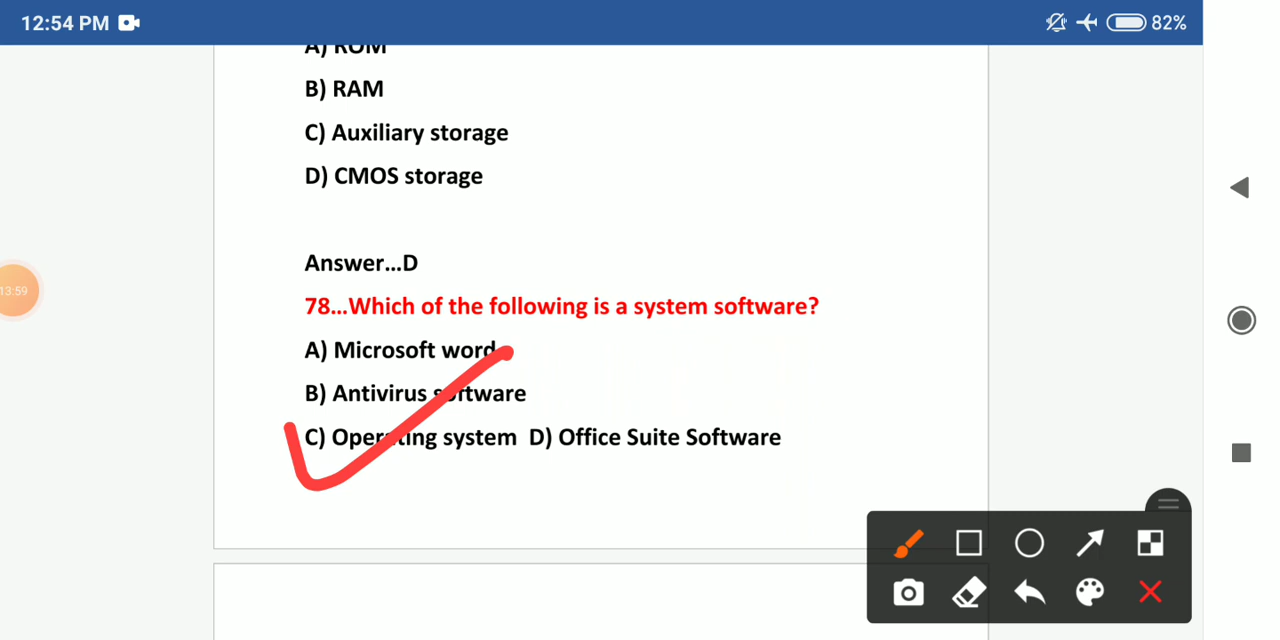 12:54 PM
82%
A) ROM
B) RAM
C) Auxiliary storage
D) CMOS storage
Answer...D
78...Which of the following is a system software?
A) Microsoft word
B) Antivirus software
C) Operating system  D) Office Suite Software
13:59